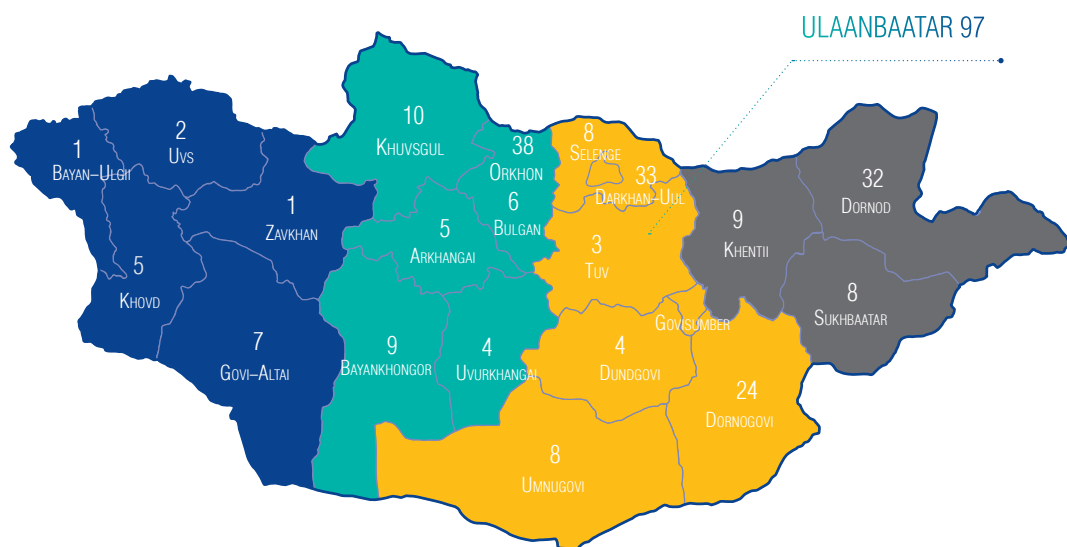 ULAANBAATAR 97
1
BAYAN–ULGII
2
UVS
1
ZAVKHAN
5
KHOVD
7
GOVI–ALTAI
10
KHUVSGUL
38
ORKHON
6
BULGAN
5
ARKHANGAI
9
BAYANKHONGOR
4
UVURKHANGAI
8
SELENGE
33
DARKHAN–UUL
3
TUV
GOVISUMBER
4
DUNDGOVI
24
DORNOGOVI
8
UMNUGOVI
9
KHENTII
32
DORNOD
8
SUKHBAATAR